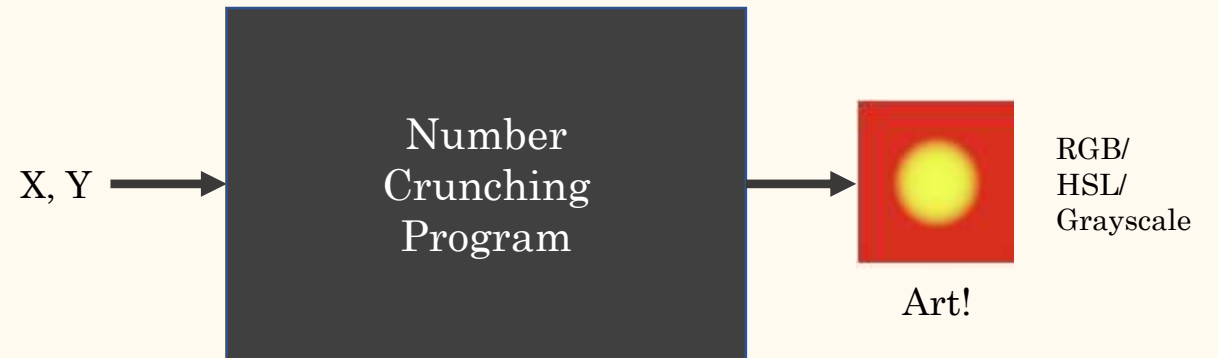 X, Y
Number
Crunching
Program
RGB/
HSL/
Grayscale
Art!